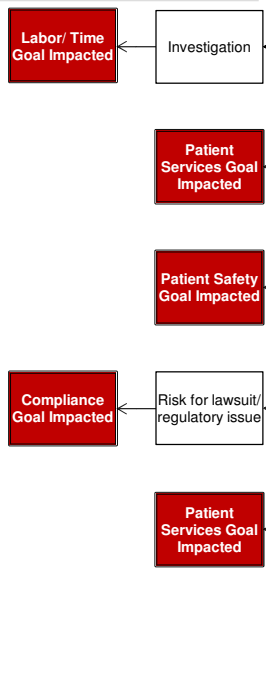 Labor/ Time
Goal Impacted
Investigation
Patient
Services Goal
Impacted
Patient Safety
Goal Impacted
Compliance
Goal Impacted
Risk for lawsuit/
regulatory issue
Patient
Services Goal
Impacted